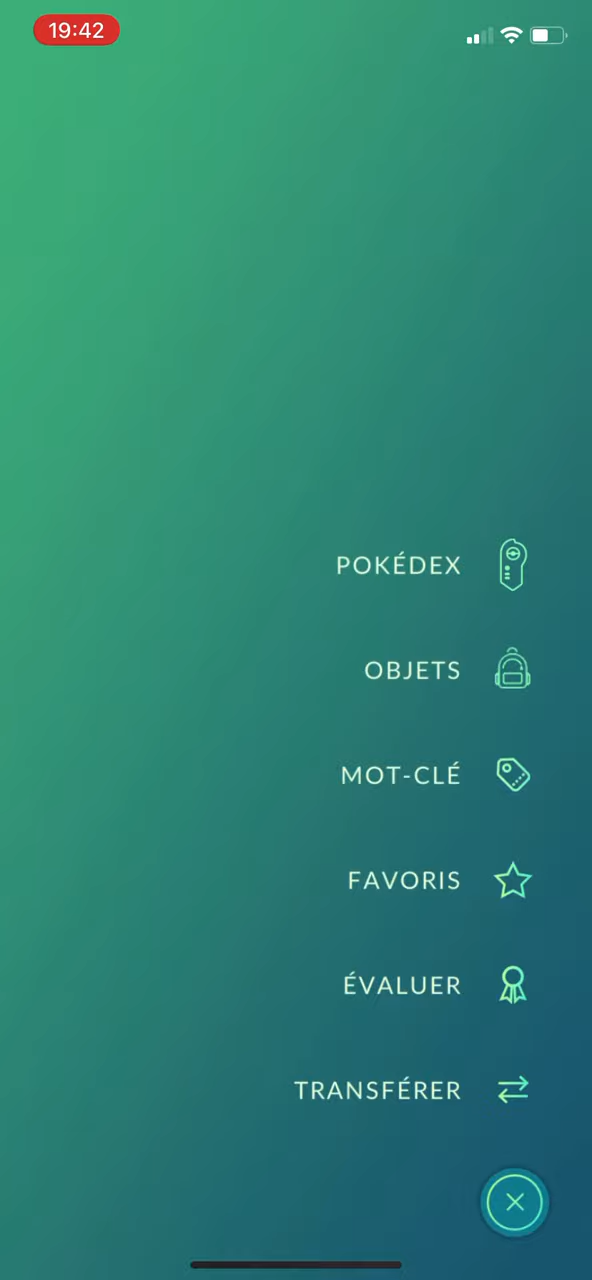 19:42
POKÉDEX
OBJETS
MOT-CLÉ
FAVORIS
ÉVALUER
TRANSFÉRER